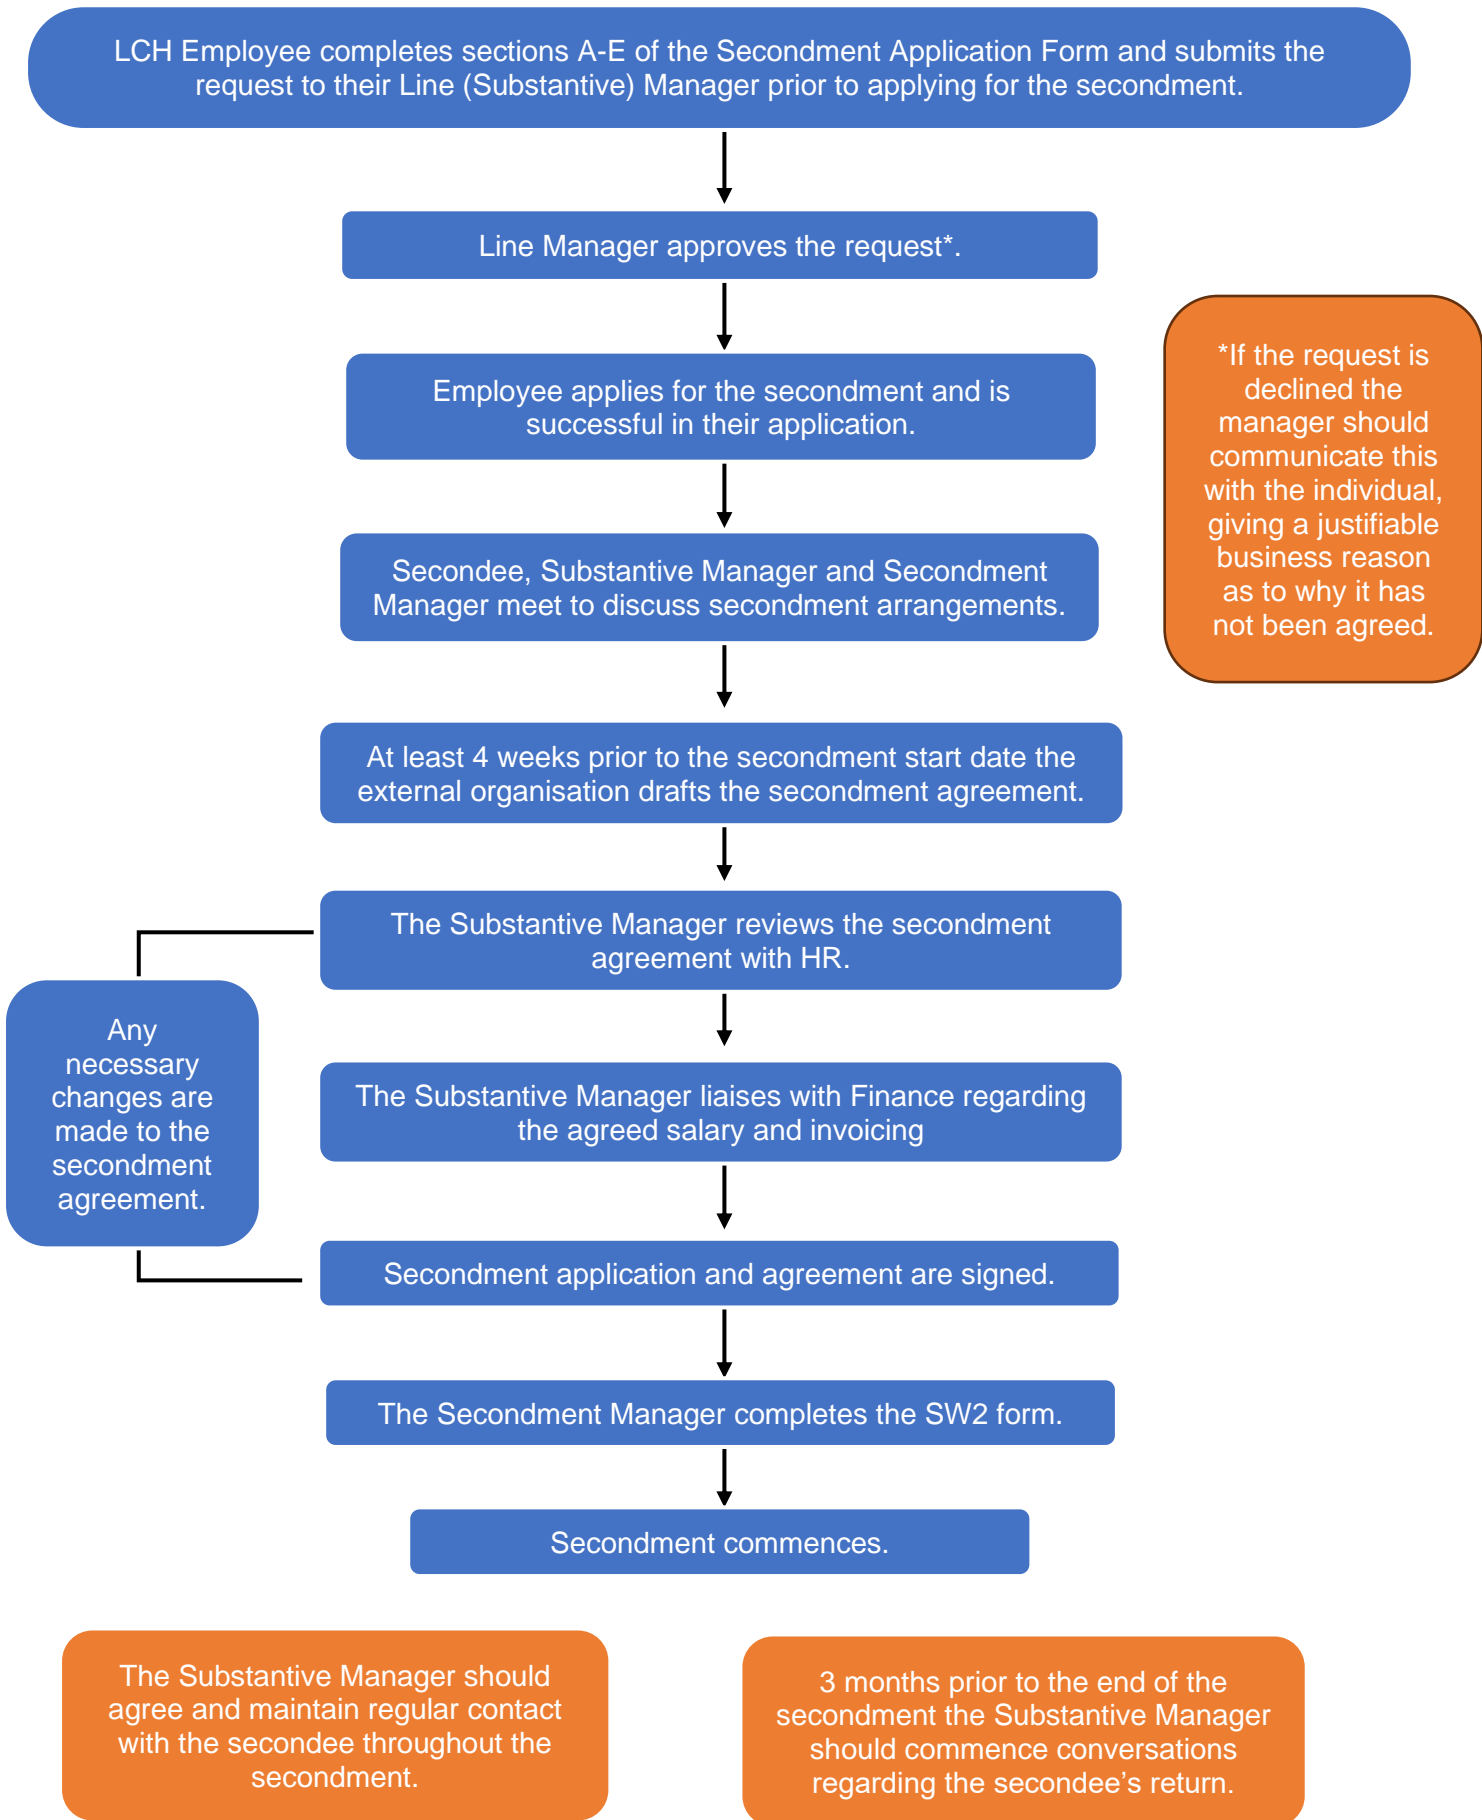 LCH Employee completes sections A-E of the Secondment Application Form and submits the
request to their Line (Substantive) Manager prior to applying for the secondment.
Line Manager approves the request*.
Employee applies for the secondment and is
successful in their application.
*If the request is
declined the
manager should
communicate this
with the individual,
giving a justifiable
business reason
as to why it has
not been agreed.
Secondee, Substantive Manager and Secondment
Manager meet to discuss secondment arrangements.
At least 4 weeks prior to the secondment start date the
external organisation drafts the secondment agreement.
The Substantive Manager reviews the secondment
agreement with HR.
Any
necessary
changes are
made to the
secondment
agreement.
The Substantive Manager liaises with Finance regarding
the agreed salary and invoicing
Secondment application and agreement are signed.
The Secondment Manager completes the SW2 form.
Secondment commences.
The Substantive Manager should
agree and maintain regular contact
with the secondee throughout the
secondment.
3 months prior to the end of the
secondment the Substantive Manager
should commence conversations
regarding the secondee’s return.